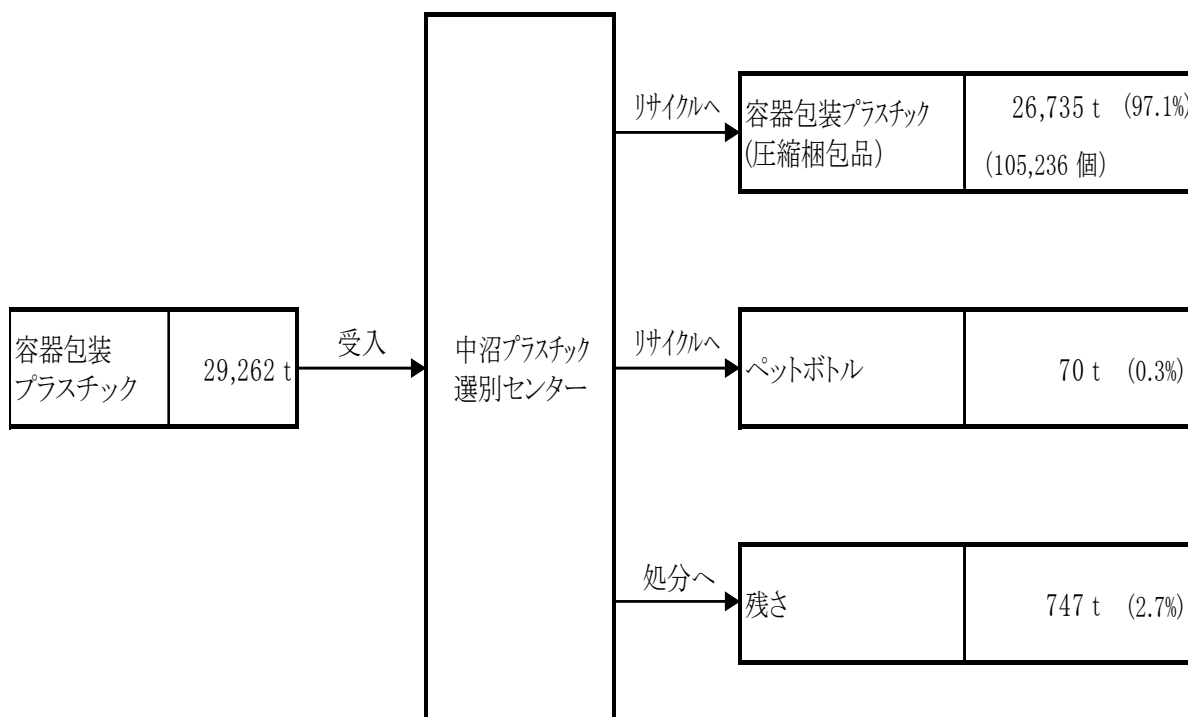 容器包装
プラスチック
29,262 t
受入
中沼プラスチック
選別センター
リサイクルへ
容器包装プラスチック
(圧縮梱包品)
26,735 t (97.1%)
(105,236 個)
リサイクルへ
ペットボトル
70 t (0.3%)
処分へ
残さ
747 t (2.7%)